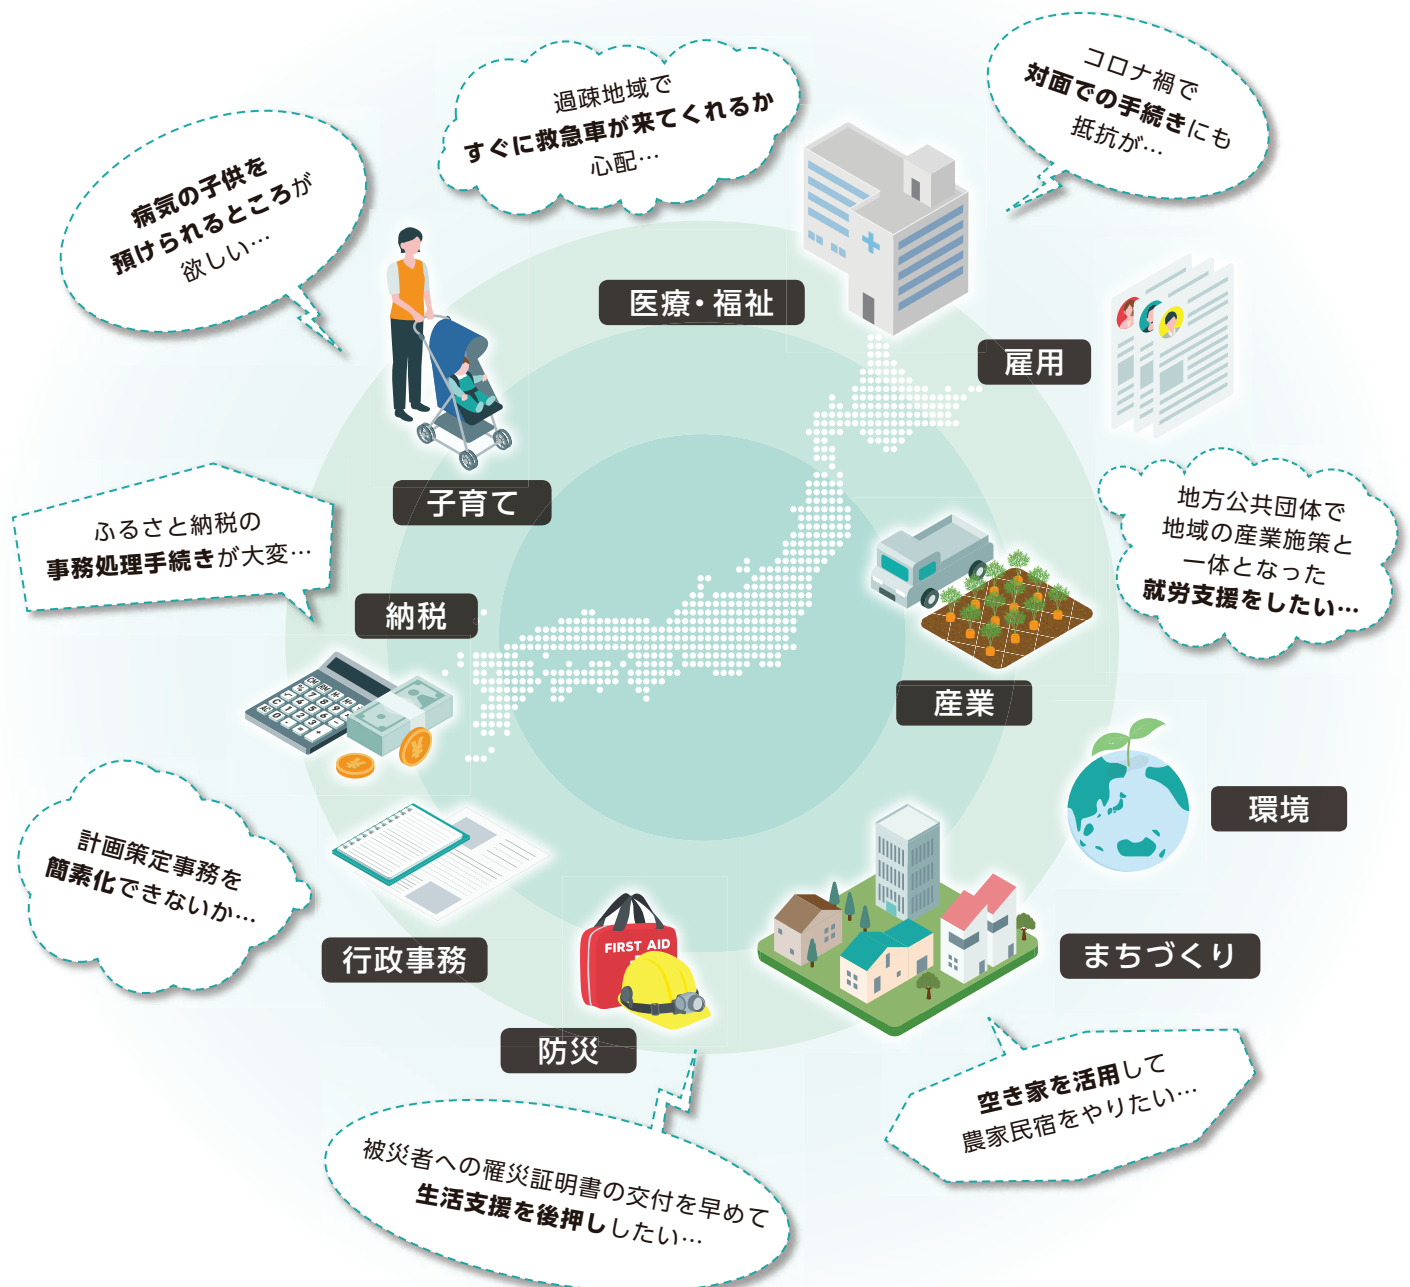 過疎地域で
すぐに救急車が来てくれるか
心配…
コロナ禍で
対面での手続きにも
抵抗が…
病気の子供を
預けられるところが
欲しい…
医療・福祉
雇用
子育て
ふるさと納税の
事務処理手続きが大変…
地方公共団体で
地域の産業施策と
一体となった
就労支援をしたい…
納税
産業
環境
計画策定事務を
簡素化できないか…
行政事務
FIRST AID
まちづくり
防災
空き家を活用して
農家民宿をやりたい…
被災者への罹災証明書の交付を早めて
生活支援を後押ししたい…